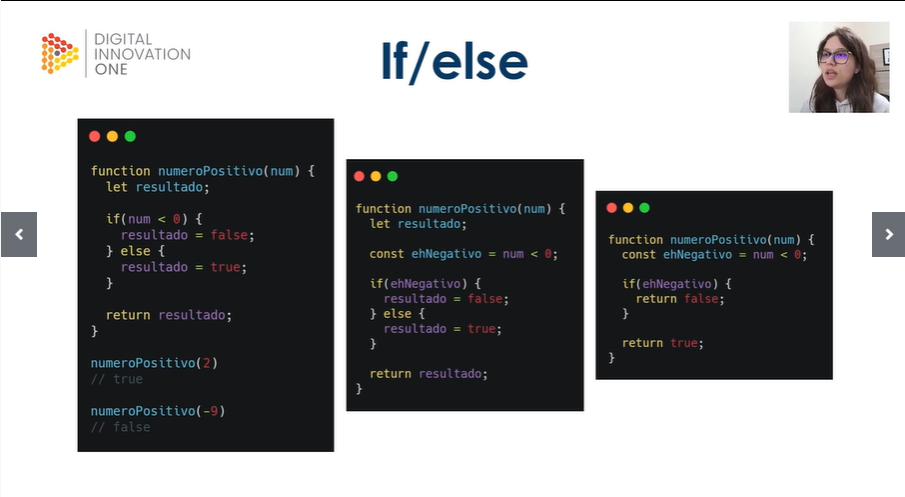 DIGITAL
INNOVATION
ONE
If/else
function numeroPositivo(num) {
  let resultado;
  if(num < 0) {
    resultado = false;
  } else {
    resultado = true;
  }
  return resultado;
}
numeroPositivo(2)
// true
numeroPositivo(-9)
// false
function numeroPositivo(num) {
  let resultado;
  const ehNegativo = num < 0;
  if(ehNegativo) {
    resultado = false;
  } else {
    resultado = true;
  }
  return resultado;
}
function numeroPositivo(num) {
  const ehNegativo = num < 0;
  if(ehNegativo) {
    return false;
  }
  return true;
}